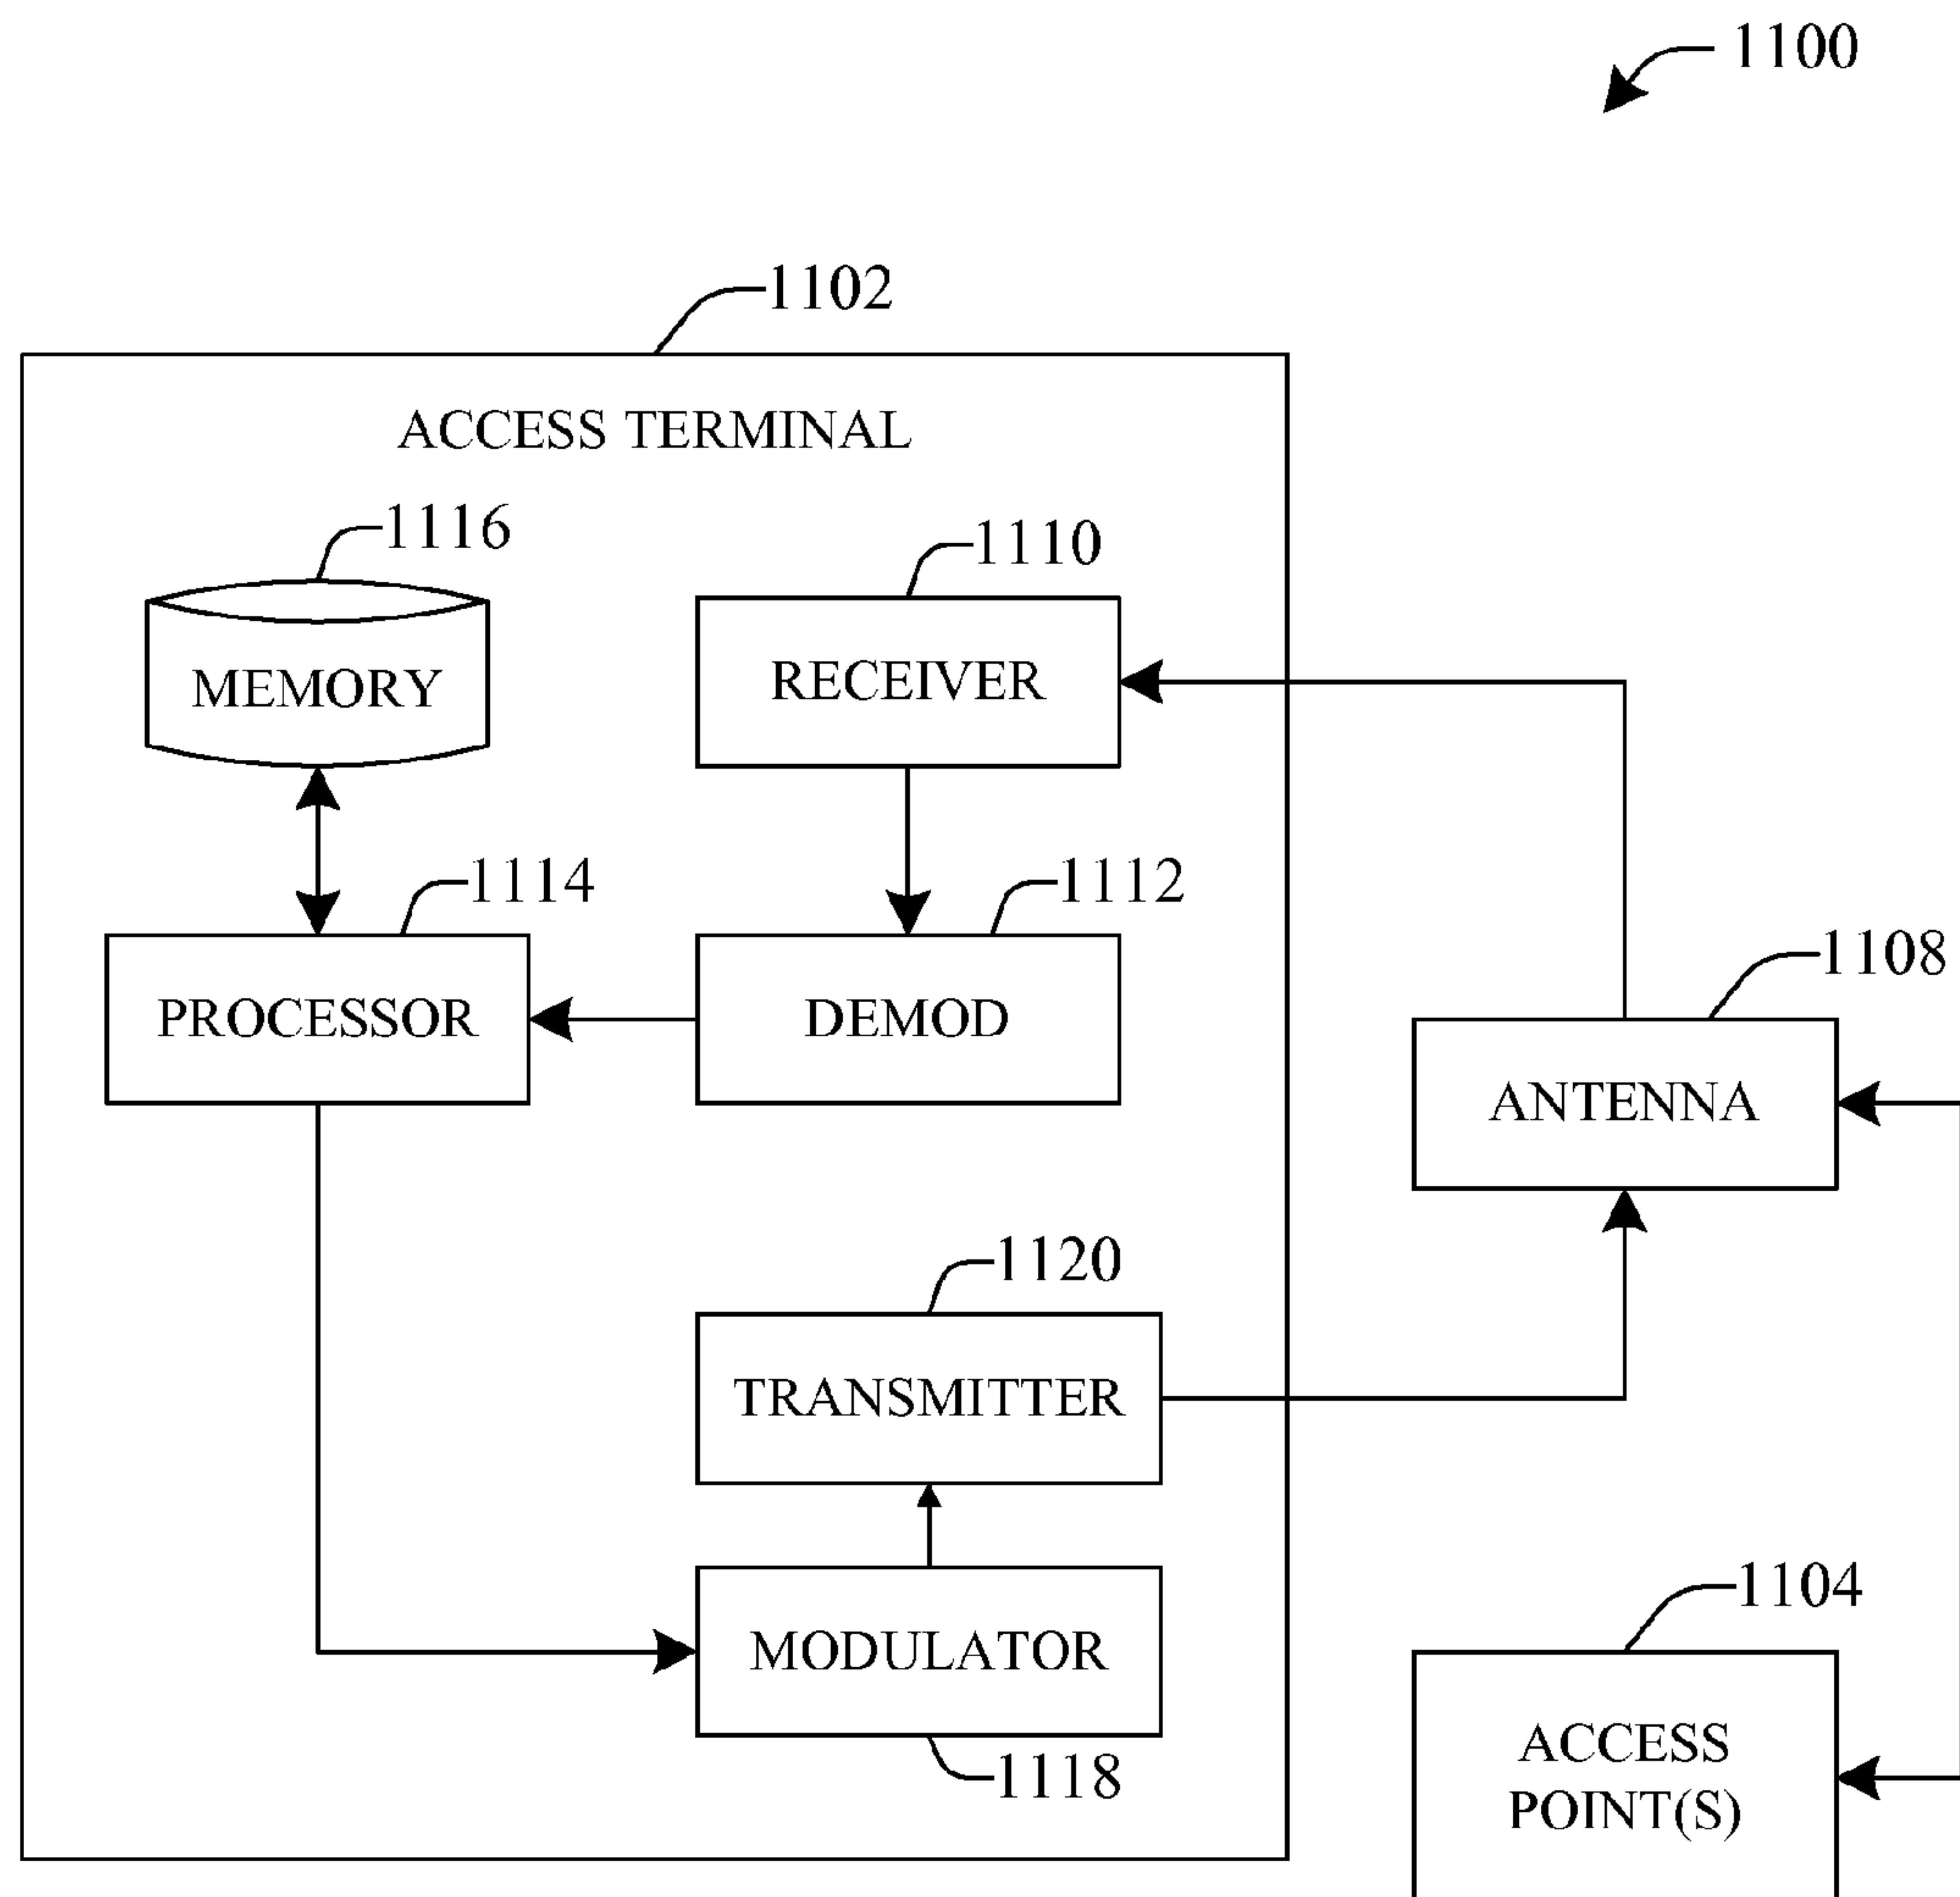 1100
1102
ACCESS TERMINAL
1116
1110
MEMORY
RECEIVER
1114
1112
1108
PROCESSOR
DEMOD
ANTENNA
1120
TRANSMITTER
1104
MODULATOR
ACCESS
POINT(S)
1118